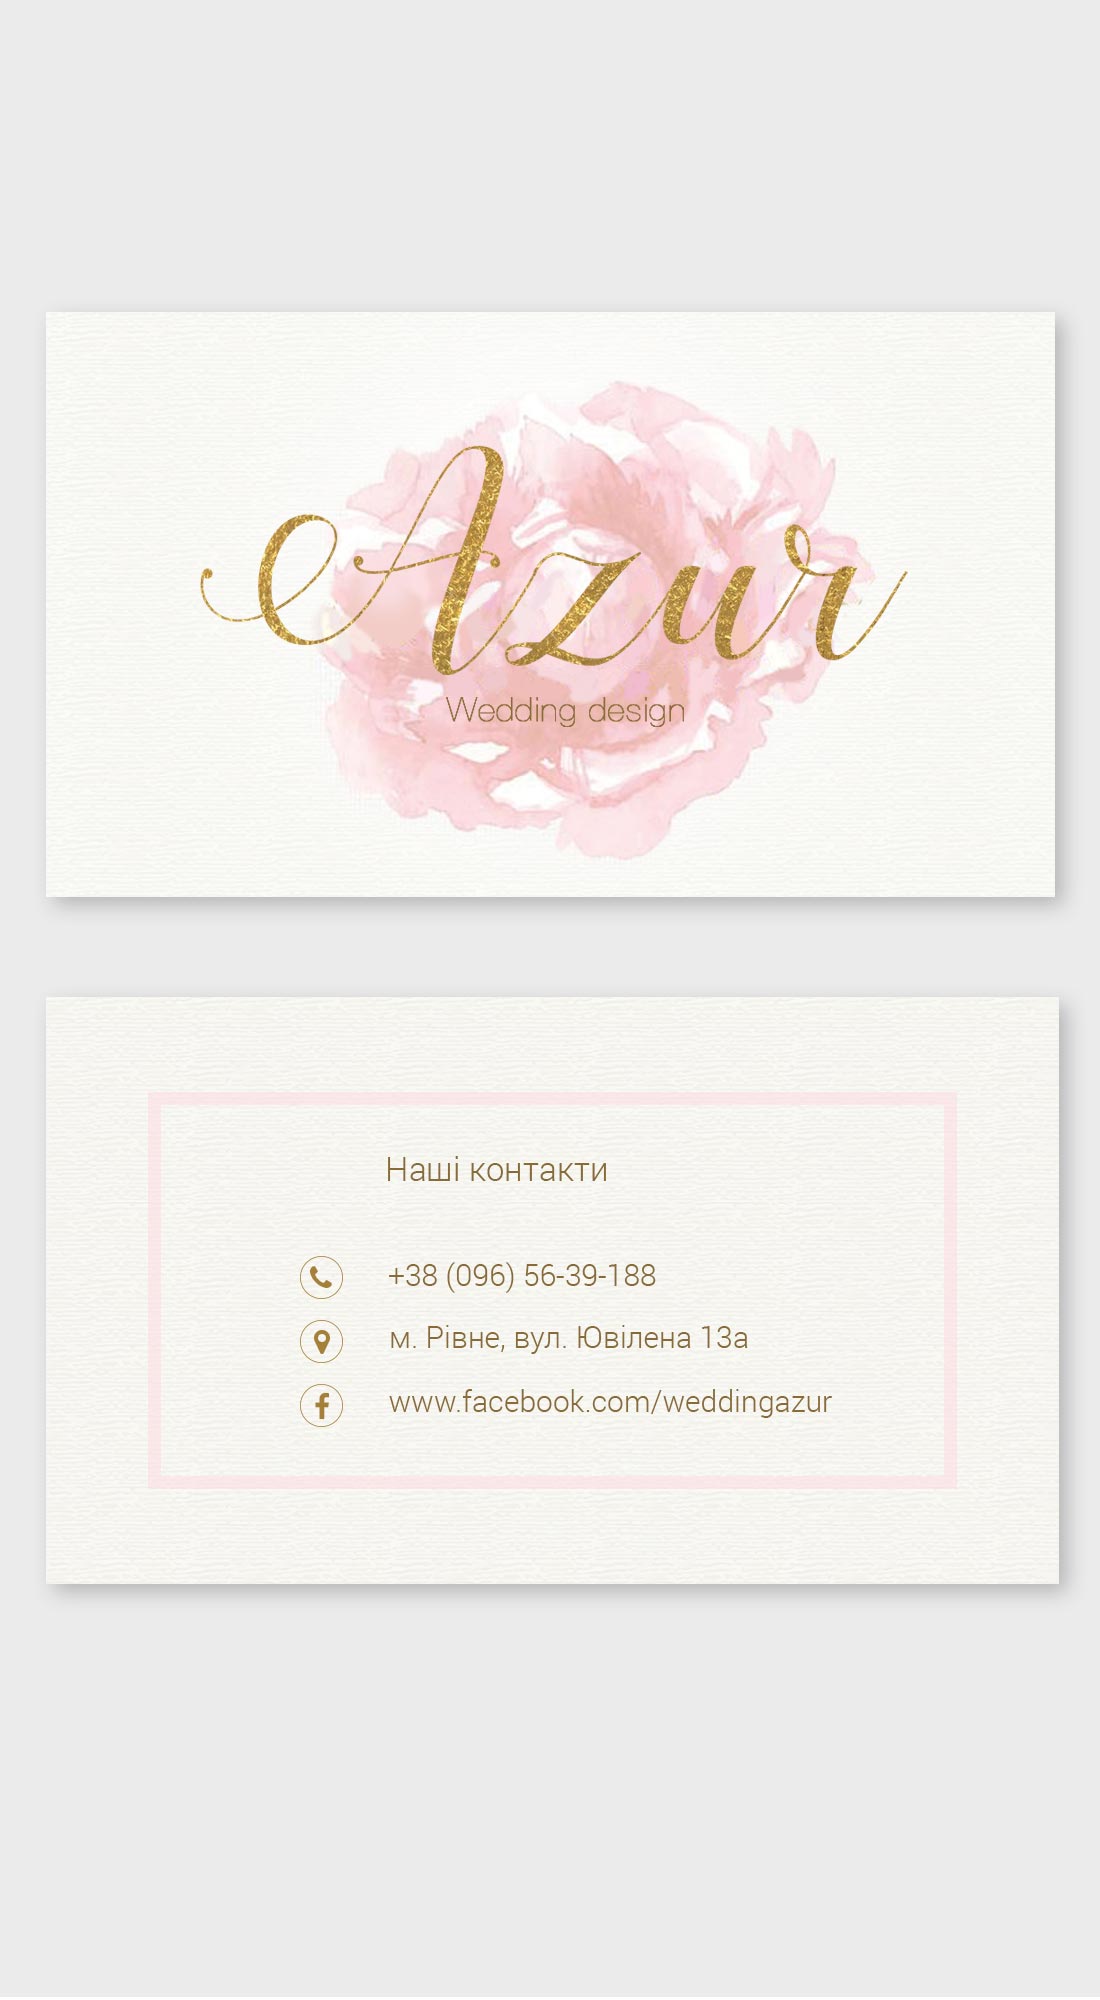 Azur
Wedding design
Наші контакти
+38 (096) 56-39-188
м. Рівне, вул. Ювілена 13а
www.facebook.com/weddingazur